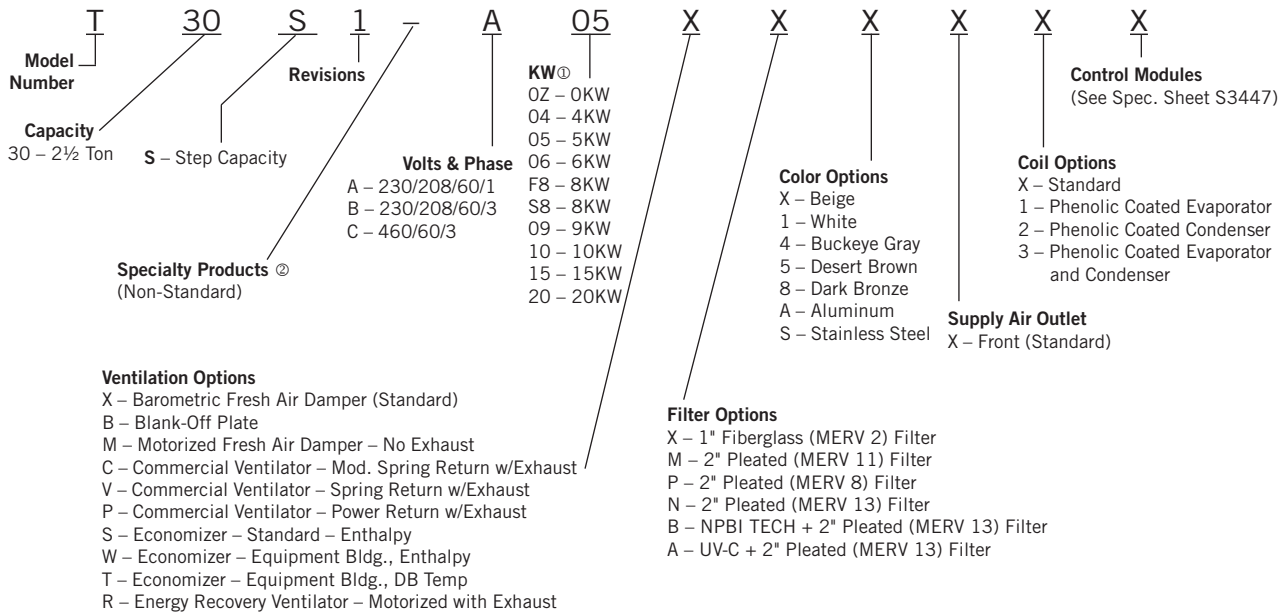 T 30 S 1 – A 05 X X X X X X
Model
Number
Capacity
30 – 2½ Ton
S – Step Capacity
Revisions
Specialty Products ②
(Non-Standard)
Volts & Phase
A – 230/208/60/1
B – 230/208/60/3
C – 460/60/3
KW①
0Z – 0KW
04 – 4KW
05 – 5KW
06 – 6KW
F8 – 8KW
S8 – 8KW
09 – 9KW
10 – 10KW
15 – 15KW
20 – 20KW
Ventilation Options
X – Barometric Fresh Air Damper (Standard)
B – Blank-Off Plate
M – Motorized Fresh Air Damper – No Exhaust
C – Commercial Ventilator – Mod. Spring Return w/Exhaust
V – Commercial Ventilator – Spring Return w/Exhaust
P – Commercial Ventilator – Power Return w/Exhaust
S – Economizer – Standard – Enthalpy
W – Economizer – Equipment Bldg., Enthalpy
T – Economizer – Equipment Bldg., DB Temp
R – Energy Recovery Ventilator – Motorized with Exhaust
Filter Options
X – 1" Fiberglass (MERV 2) Filter
M – 2" Pleated (MERV 11) Filter
P – 2" Pleated (MERV 8) Filter
N – 2" Pleated (MERV 13) Filter
B – NPBI TECH + 2" Pleated (MERV 13) Filter
A – UV-C + 2" Pleated (MERV 13) Filter
Color Options
X – Beige
1 – White
4 – Buckeye Gray
5 – Desert Brown
8 – Dark Bronze
A – Aluminum
S – Stainless Steel
Supply Air Outlet
X – Front (Standard)
Coil Options
X – Standard
1 – Phenolic Coated Evaporator
2 – Phenolic Coated Condenser
3 – Phenolic Coated Evaporator
and Condenser
Control Modules
(See Spec. Sheet S3447)